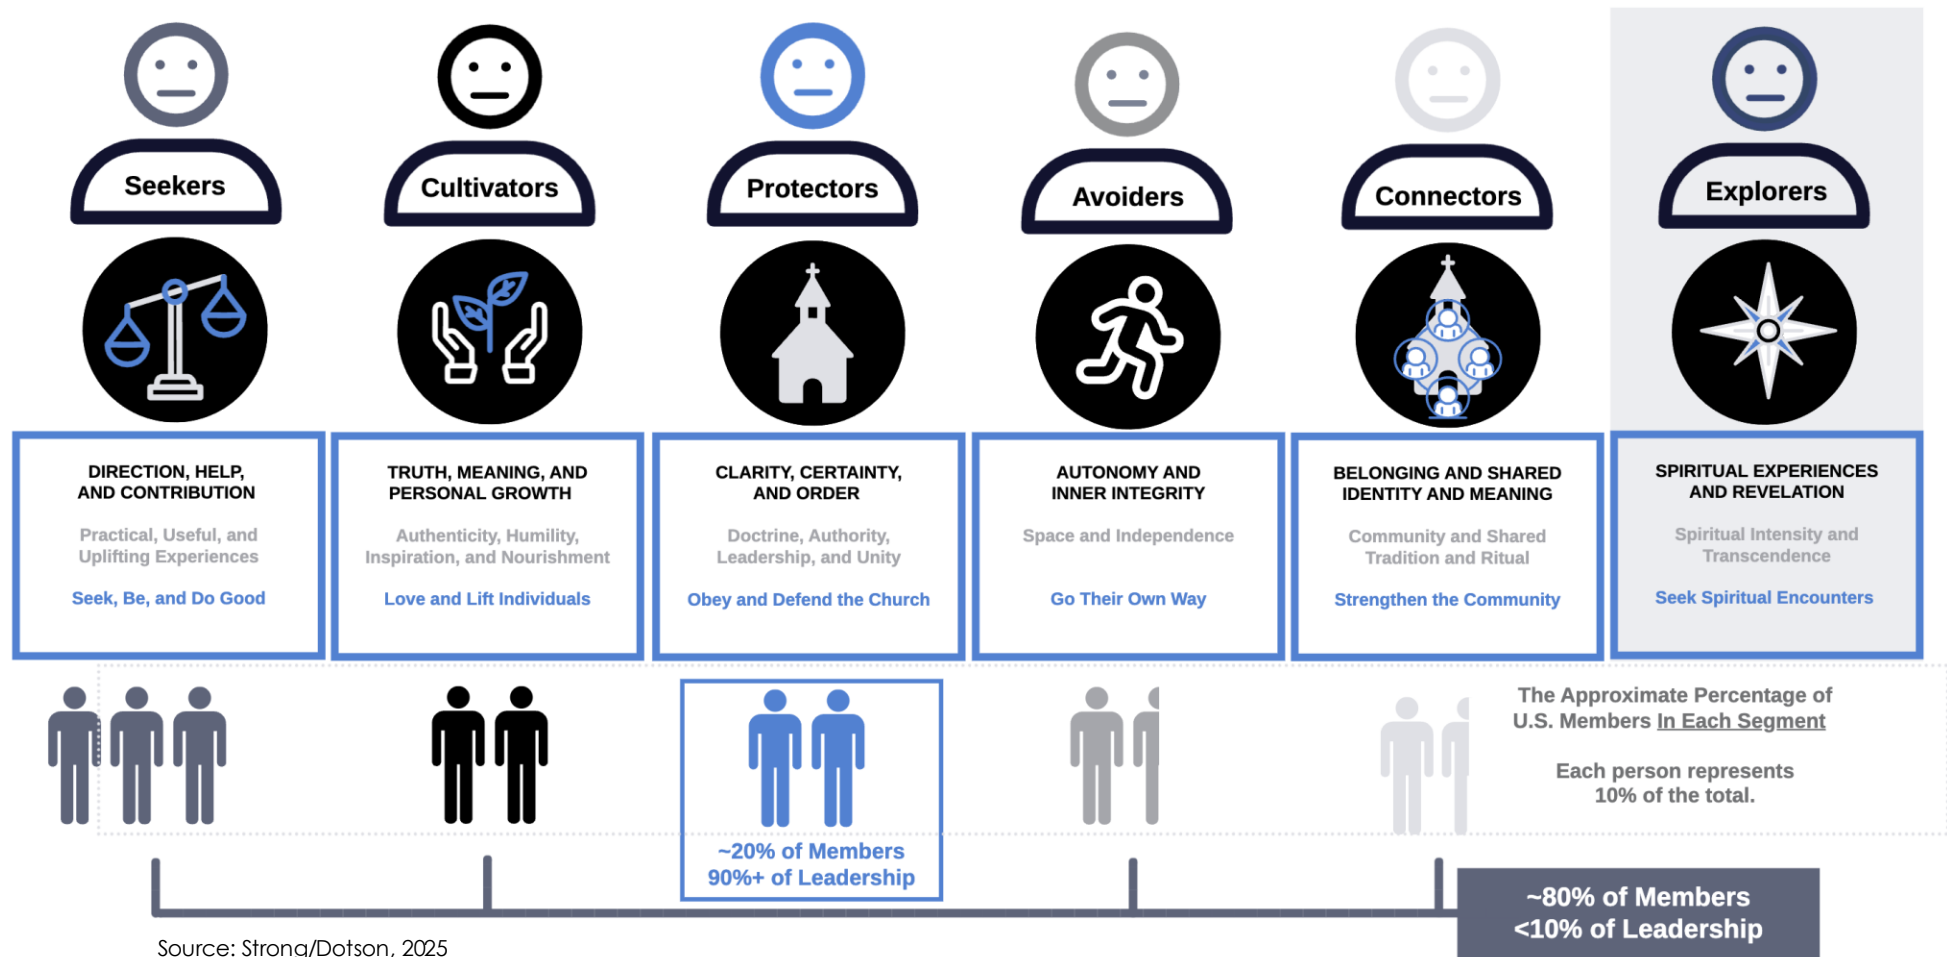 Seekers
Cultivators
Protectors
Avoiders
Connectors
Explorers
DIRECTION, HELP,
AND CONTRIBUTION
Practical, Useful, and
Uplifting Experiences
Seek, Be, and Do Good
TRUTH, MEANING, AND
PERSONAL GROWTH
Authenticity, Humility,
Inspiration, and Nourishment
Love and Lift Individuals
CLARITY, CERTAINTY,
AND ORDER
Doctrine, Authority,
Leadership, and Unity
Obey and Defend the Church
AUTONOMY AND
INNER INTEGRITY
Space and Independence
Go Their Own Way
BELONGING AND SHARED
IDENTITY AND MEANING
Community and Shared
Tradition and Ritual
Strengthen the Community
SPIRITUAL EXPERIENCES
AND REVELATION
Spiritual Intensity and
Transcendence
Seek Spiritual Encounters
The Approximate Percentage of
U.S. Members In Each Segment
Each person represents
10% of the total.
~20% of Members
90%+ of Leadership
~80% of Members
<10% of Leadership
Source: Strong/Dotson, 2025